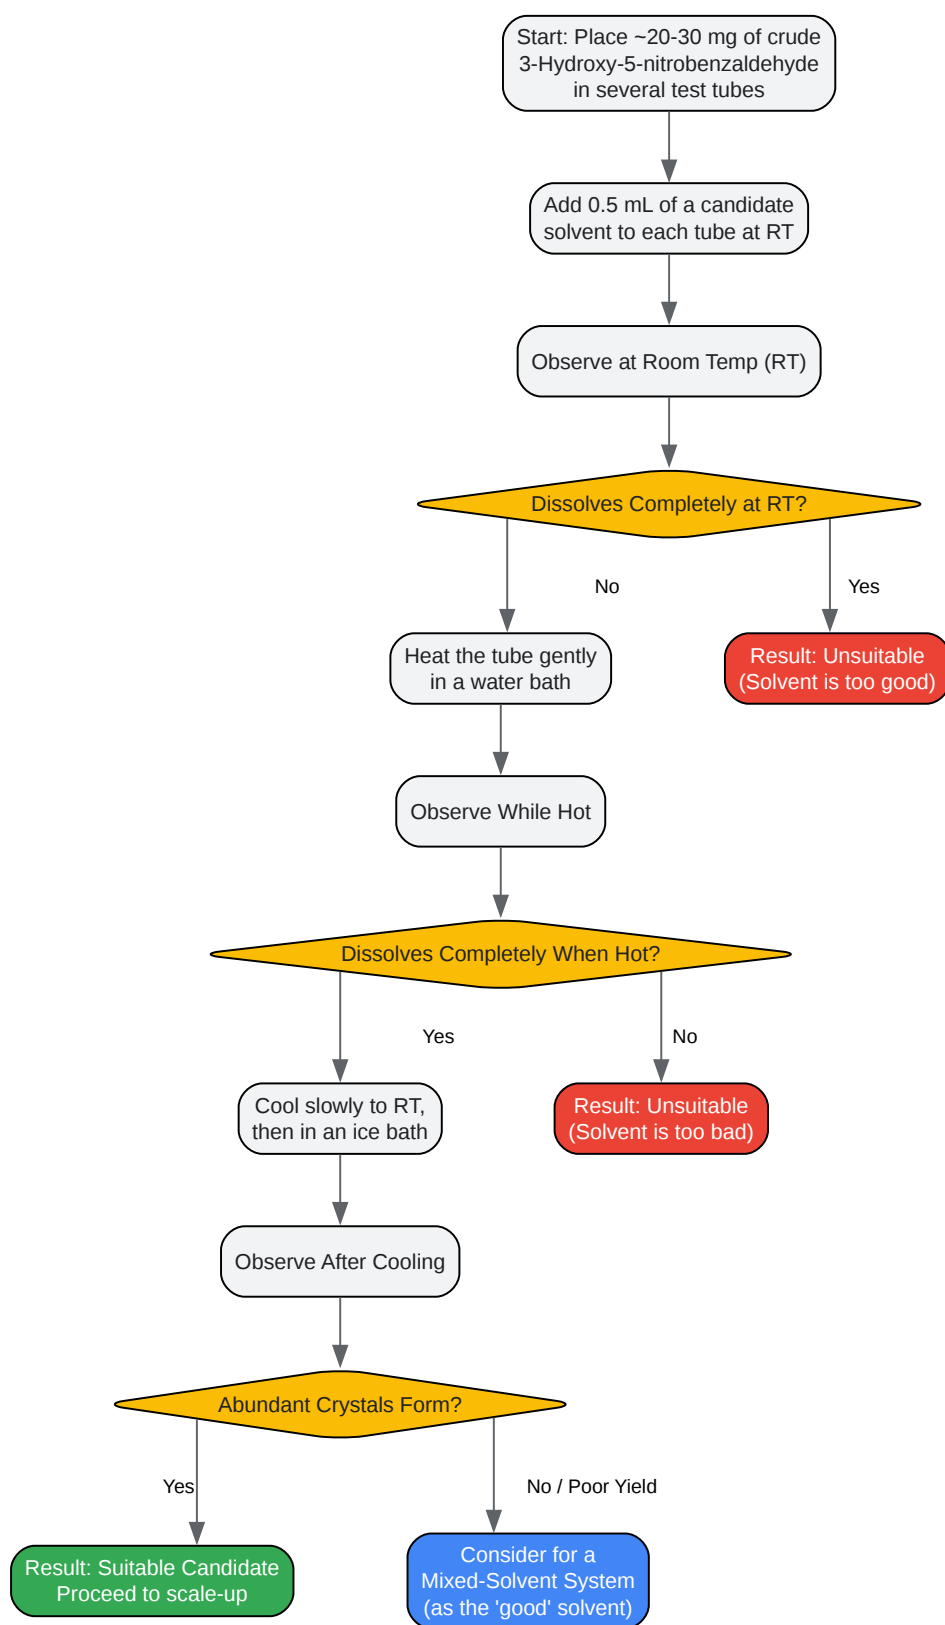 Start: Place ~20-30 mg of crude
3-Hydroxy-5-nitrobenzaldehyde
in several test tubes
Add 0.5 mL of a candidate
solvent to each tube at RT
Observe at Room Temp (RT)
Dissolves Completely at RT?
No
Yes
Heat the tube gently
in a water bath
Result: Unsuitable
(Solvent is too good)
Observe While Hot
Dissolves Completely When Hot?
Yes
No
Cool slowly to RT,
then in an ice bath
Result: Unsuitable
(Solvent is too bad)
Observe After Cooling
Abundant Crystals Form?
Yes
No / Poor Yield
Result: Suitable Candidate
Proceed to scale-up
Consider for a
Mixed-Solvent System
(as the 'good' solvent)